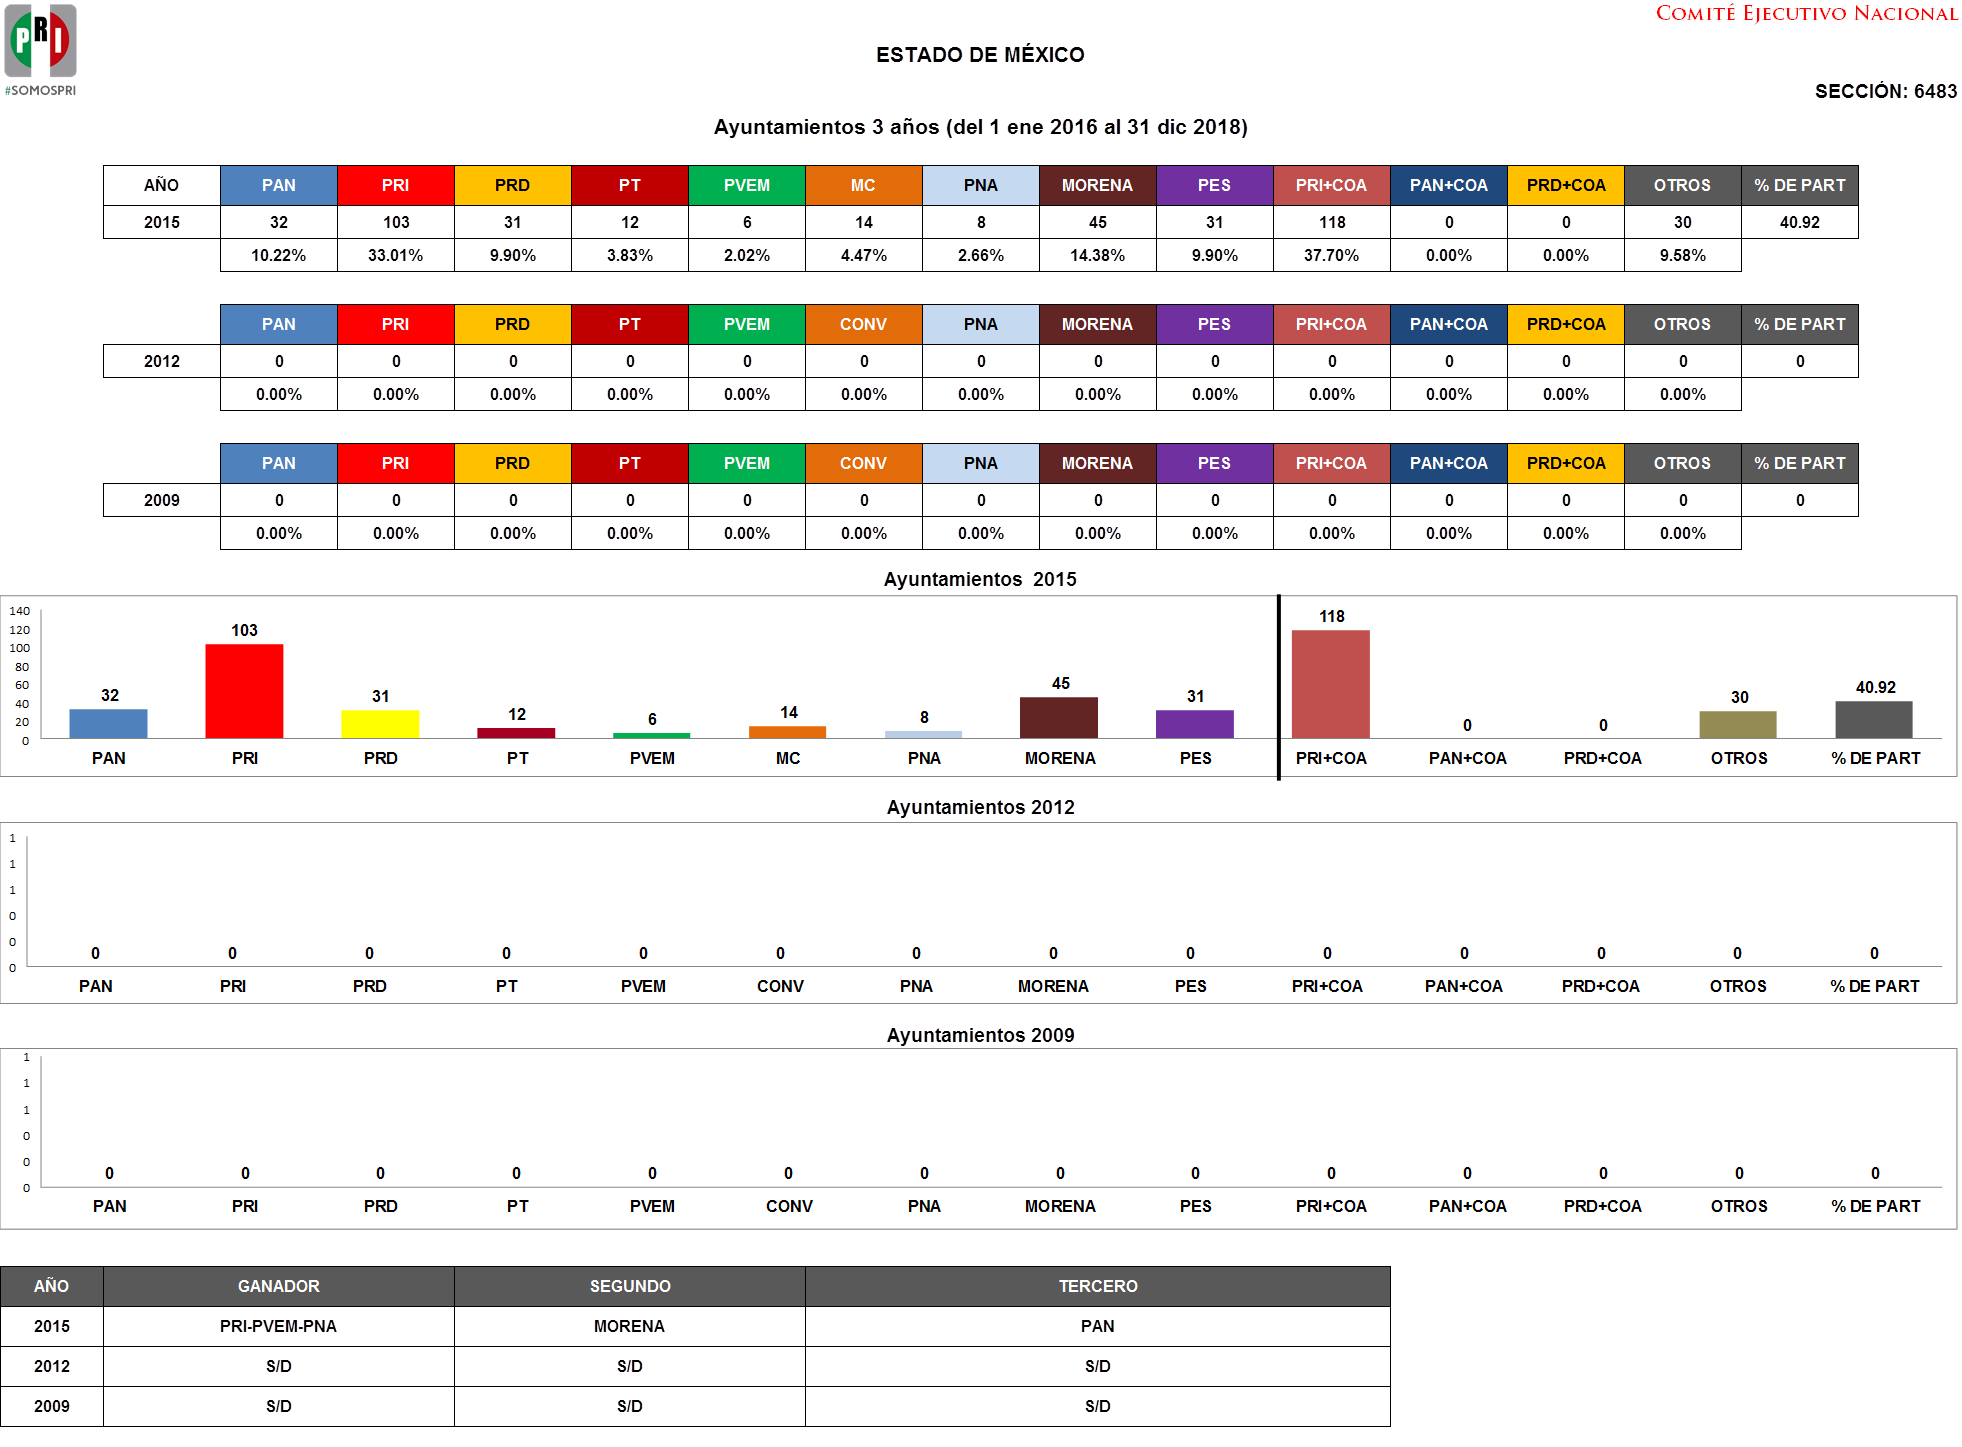 COMITÉ EJECUTIVO NACIONAL
PRI
#SOMOSPRI
ESTADO DE MÉXICO
SECCIÓN: 6483
Ayuntamientos 3 años (del 1 ene 2016 al 31 dic 2018)
AÑO PAN PRI PRD PT PVEM MC PNA MORENA PES PRI+COA PAN+COA PRD+COA OTROS % DE PART
2015 32 103 31 12 6 14 8 45 31 118 0 0 30 40.92
10.22% 33.01% 9.90% 3.83% 2.02% 4.47% 2.66% 14.38% 9.90% 37.70% 0.00% 0.00% 9.58%
PAN PRI PRD PT PVEM CONV PNA MORENA PES PRI+COA PAN+COA PRD+COA OTROS % DE PART
2012 0 0 0 0 0 0 0 0 0 0 0 0 0 0
0.00% 0.00% 0.00% 0.00% 0.00% 0.00% 0.00% 0.00% 0.00% 0.00% 0.00% 0.00% 0.00%
PAN PRI PRD PT PVEM CONV PNA MORENA PES PRI+COA PAN+COA PRD+COA OTROS % DE PART
2009 0 0 0 0 0 0 0 0 0 0 0 0 0 0
0.00% 0.00% 0.00% 0.00% 0.00% 0.00% 0.00% 0.00% 0.00% 0.00% 0.00% 0.00% 0.00%
Ayuntamientos 2015
140
120
100
80
60
40
20
0
32 103 31 12 6 14 8 45 31 118 0 0 30 40.92
PAN PRI PRD PT PVEM MC PNA MORENA PES PRI+COA PAN+COA PRD+COA OTROS % DE PART
Ayuntamientos 2012
1
1
1
0
0
0
0 0 0 0 0 0 0 0 0 0 0 0 0 0
PAN PRI PRD PT PVEM CONV PNA MORENA PES PRI+COA PAN+COA PRD+COA OTROS % DE PART
Ayuntamientos 2009
1
1
1
0
0
0
0 0 0 0 0 0 0 0 0 0 0 0 0 0
PAN PRI PRD PT PVEM CONV PNA MORENA PES PRI+COA PAN+COA PRD+COA OTROS % DE PART
AÑO GANADOR SEGUNDO TERCERO
2015 PRI-PVEM-PNA MORENA PAN
2012 S/D S/D S/D
2009 S/D S/D S/D